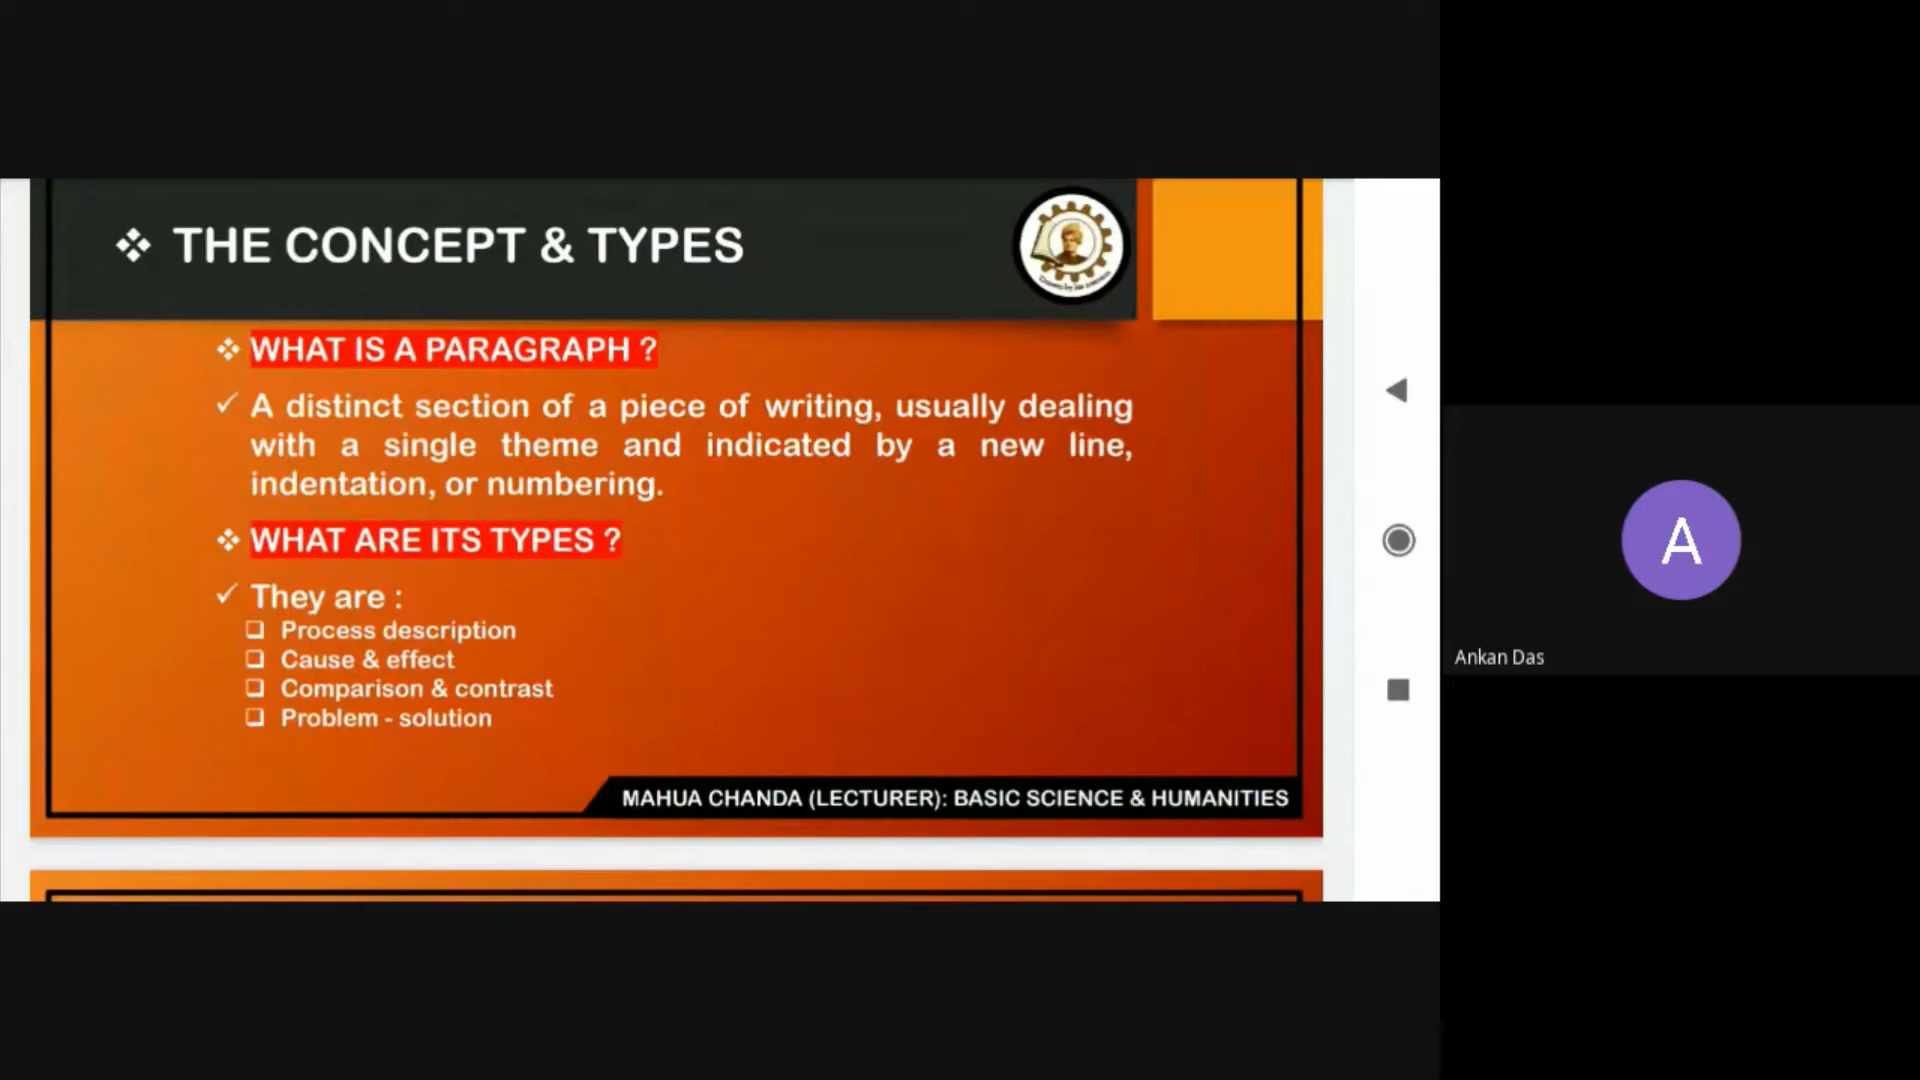 THE CONCEPT & TYPES
WHAT IS A PARAGRAPH ?
A distinct section of a piece of writing, usually dealing
with a single theme and indicated by a new line,
indentation, or numbering.
WHAT ARE ITS TYPES ?
They are :
Process description
Cause & effect
Comparison & contrast
Problem - solution
MAHUA CHANDA (LECTURER): BASIC SCIENCE & HUMANITIES
A
Ankan Das